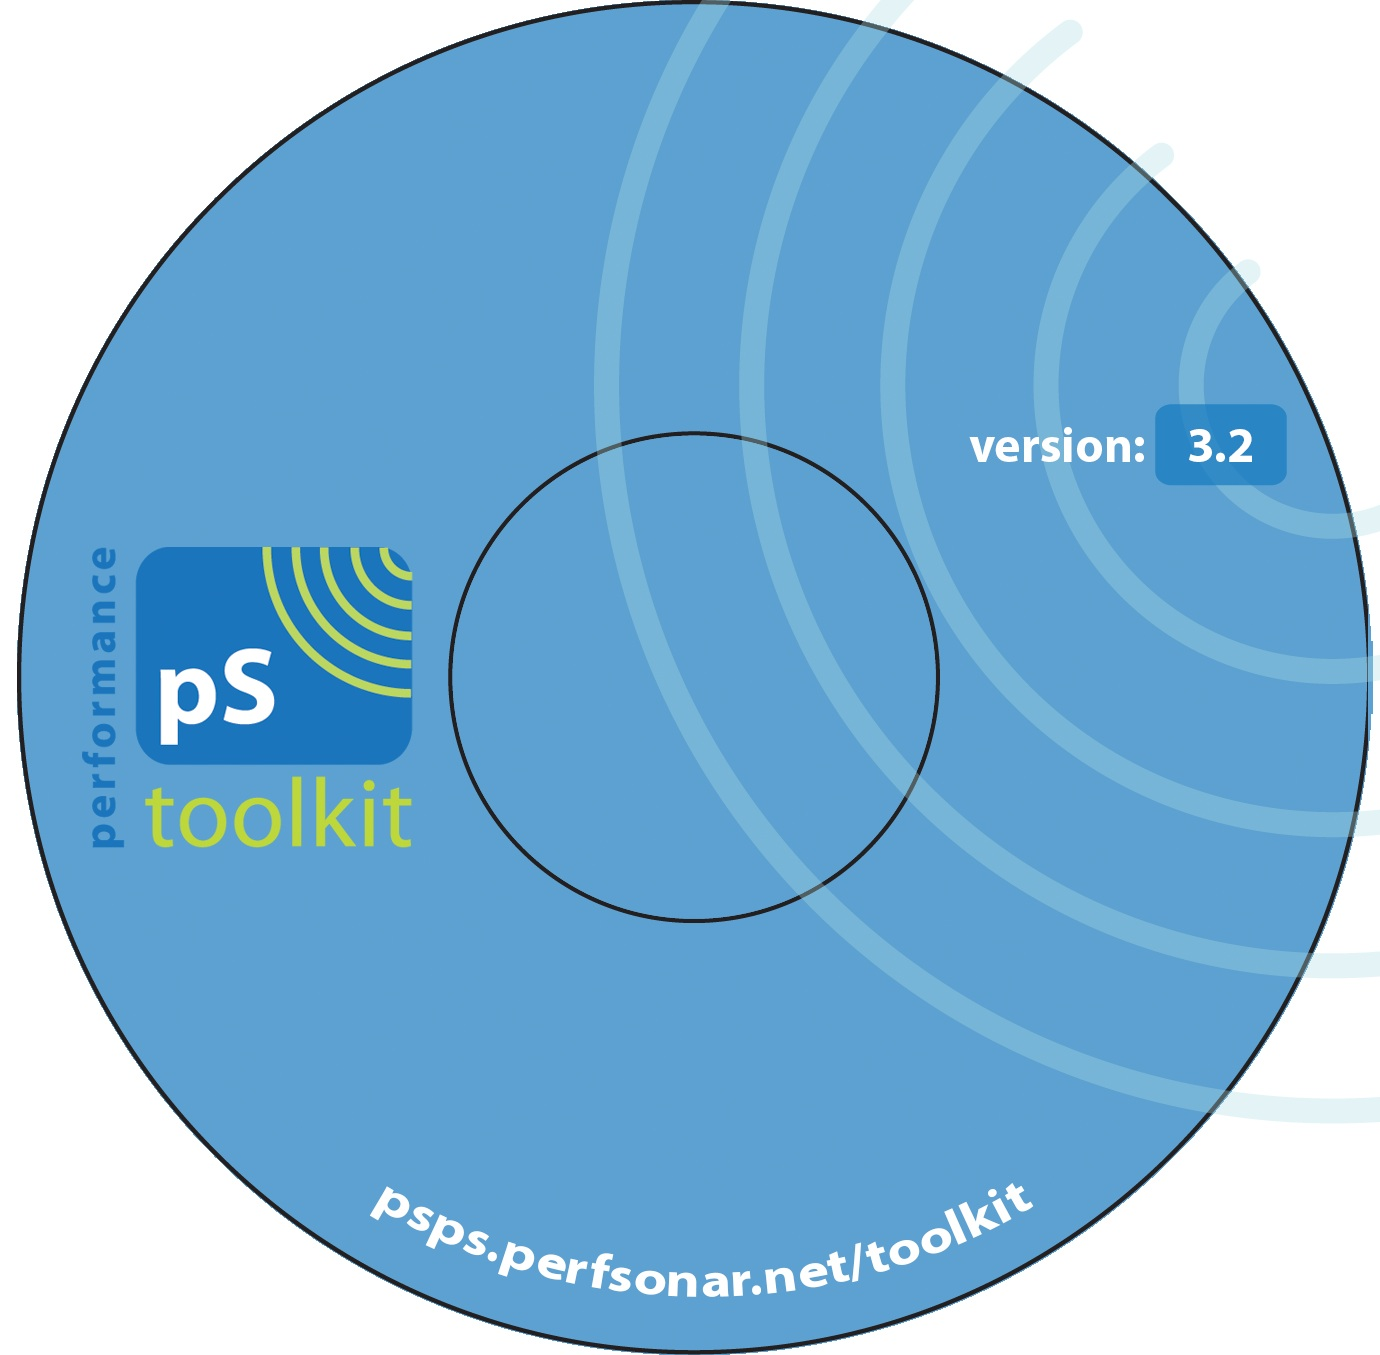 version: 3.2
performance
pS
toolkit
psps.perfsonar.net/toolkit